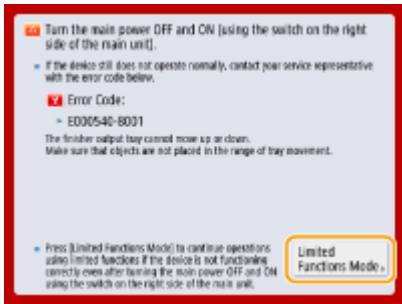 Turn the main power OFF and ON (using the switch on the right
side of the main unit).
If the device still does not operate normally, contact your service representative
with the error code below.
Error Code:
E000540-8001
The finisher output tray cannot move up or down.
Make sure that objects are not placed in the range of tray movement.
Press [Limited Functions Mode] to continue operations
using limited functions if the device is not functioning
correctly even after turning the main power OFF and ON
using the switch on the right side of the main unit.
Limited
Functions Mode